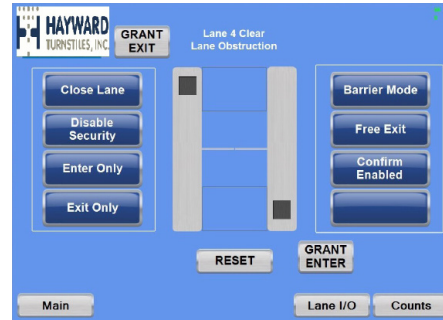 HAYWARD
TURNSTILES, INC.
GRANT
EXIT
Lane 4 Clear
Lane Obstruction
Close Lane
Disable
Security
Enter Only
Exit Only
Barrier Mode
Free Exit
Confirm
Enabled
RESET
GRANT
ENTER
Main
Lane I/O
Counts